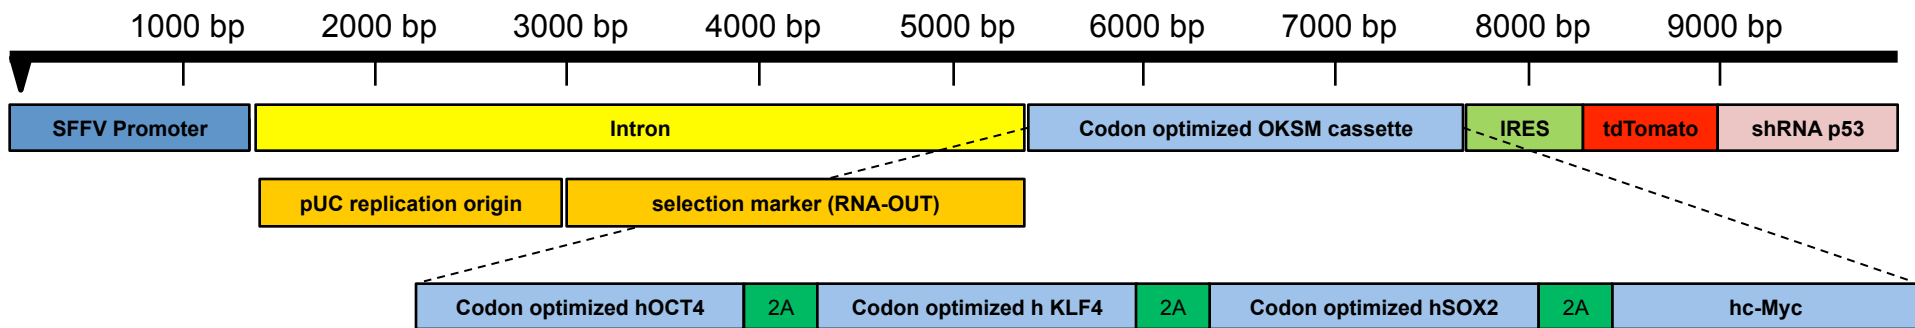 1000 bp 2000 bp 3000 bp 4000 bp 5000 bp 6000 bp 7000 bp 8000 bp 9000 bp
SFFV Promoter Intron Codon optimized OKSM cassette IRES tdTomato shRNA p53
pUC replication origin selection marker (RNA-OUT)
Codon optimized hOCT4 2A Codon optimized h KLF4 2A Codon optimized hSOX2 2A hc-Myc